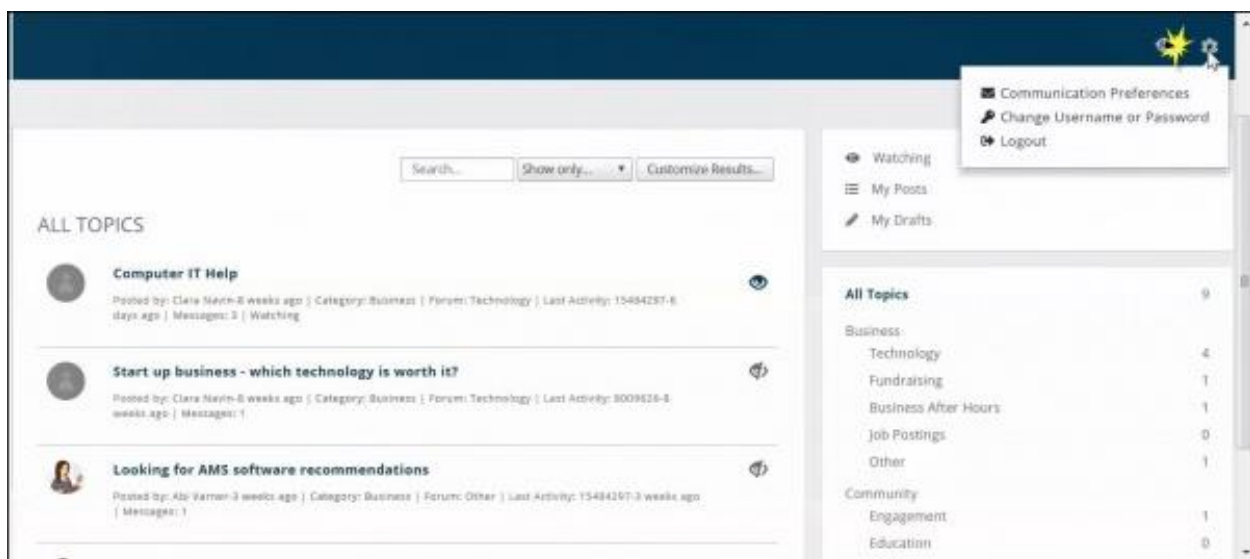 Communication Preferences
Change Username or Password
Logout
Search...
Show only...
Customize Results...
Watching
My Posts
My Drafts
ALL TOPICS
Computer IT Help
Posted by: Clara Navin-8 weeks ago | Category: Business | Forum: Technology | Last Activity: 15484297-6
days ago | Messages: 3 | Watching
Start up business - which technology is worth it?
Posted by: Clara Navin-8 weeks ago | Category: Business | Forum: Technology | Last Activity: 8009626-8
weeks ago | Messages: 1
Looking for AMS software recommendations
Posted by: Abi Varner-3 weeks ago | Category: Business | Forum: Other | Last Activity: 15484297-3 weeks ago
| Messages: 1
All Topics 9
Business
Technology 4
Fundraising 1
Business After Hours 1
Job Postings 0
Other 1
Community
Engagement 1
Education 0